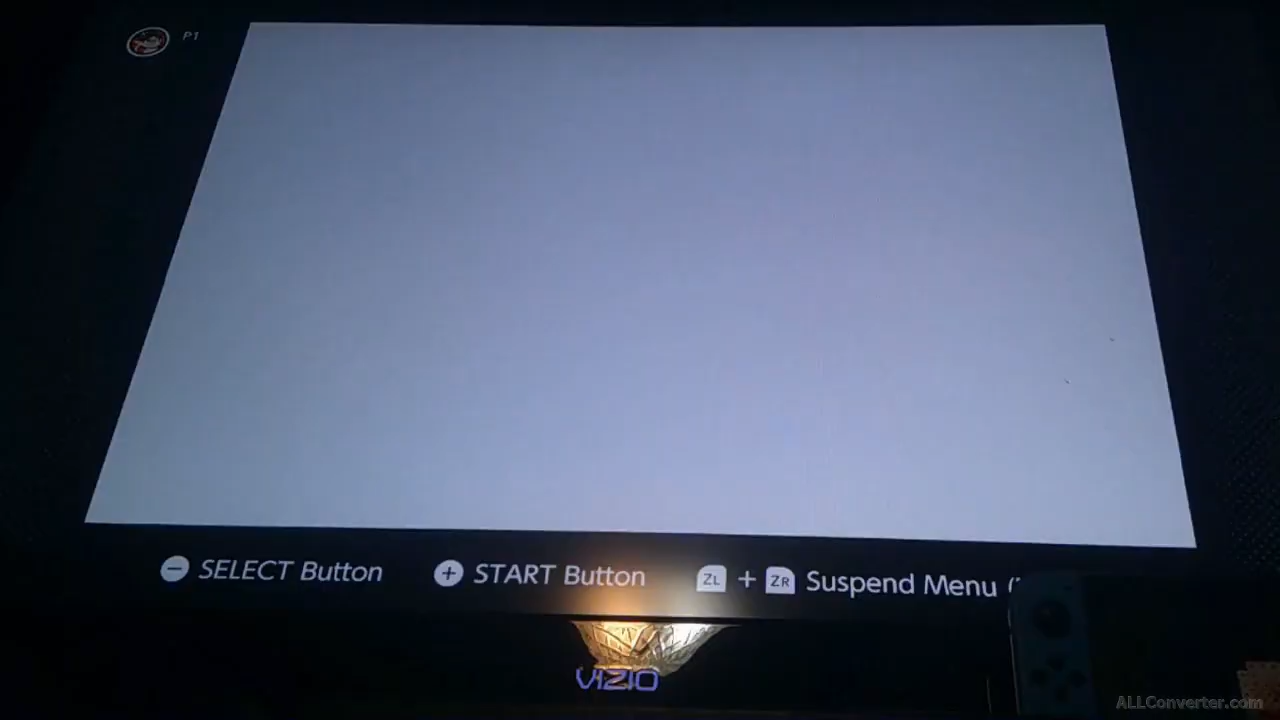 P1
SELECT Button
START Button
ZL + ZR Suspend Menu (
VIZIO
ALLConverter.com